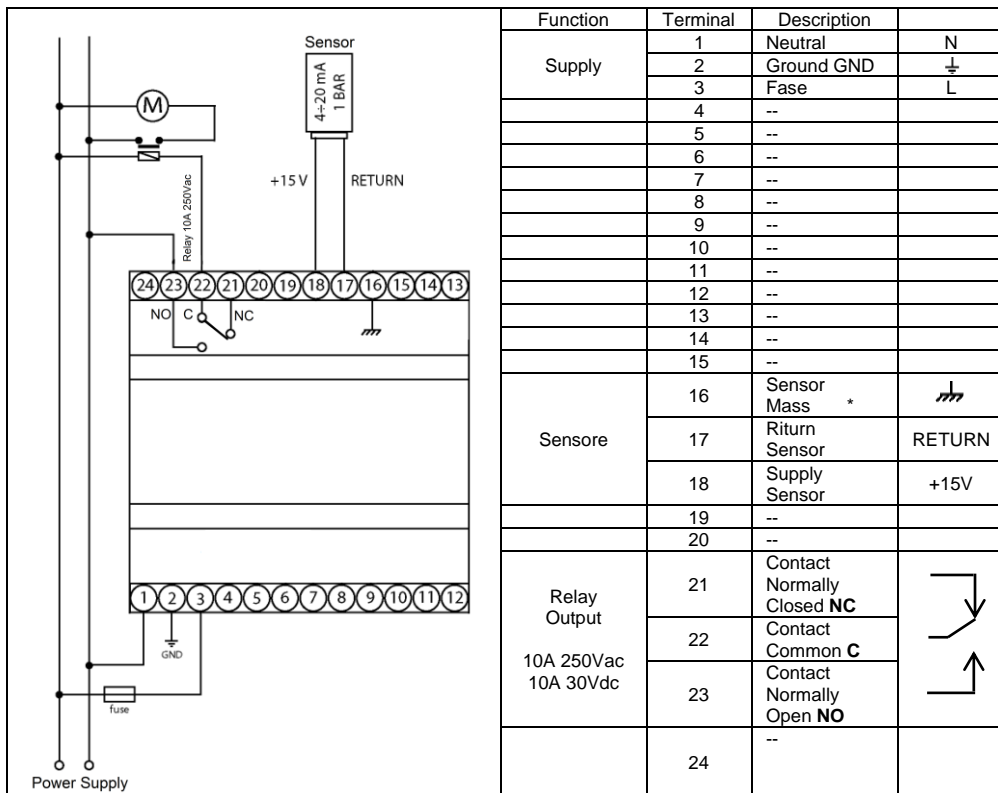 Sensor
4÷20 mA
1 BAR
M
+15 V
RETURN
Relay 10A 250Vac
24 23 22 21 20 19 18 17 16 15 14 13
NO C NC
1 2 3 4 5 6 7 8 9 10 11 12
GND
fuse
Power Supply
Function Terminal Description
Supply
1 Neutral N
2 Ground GND
3 Fase L
4 --
5 --
6 --
7 --
8 --
9 --
10 --
11 --
12 --
13 --
14 --
15 --
Sensore
16 Sensor
Mass *
17 Riturn
Sensor
RETURN
18 Supply
Sensor
+15V
19 --
20 --
Relay
Output
10A 250Vac
10A 30Vdc
21 Contact
Normally
Closed NC
22 Contact
Common C
23 Contact
Normally
Open NO
24 --